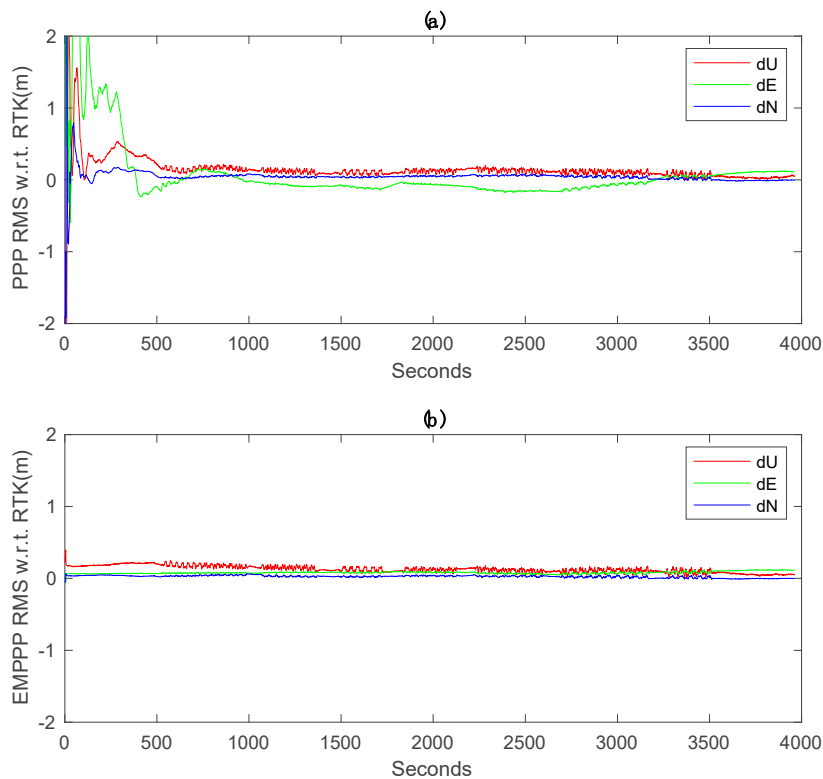 (a)
PPP RMS w.r.t. RTK(m)
2
1
0
-1
-2
dU
dE
dN
0 500 1000 1500 2000 2500 3000 3500 4000
Seconds
(b)
EMPPP RMS w.r.t. RTK(m)
2
1
0
-1
-2
dU
dE
dN
0 500 1000 1500 2000 2500 3000 3500 4000
Seconds